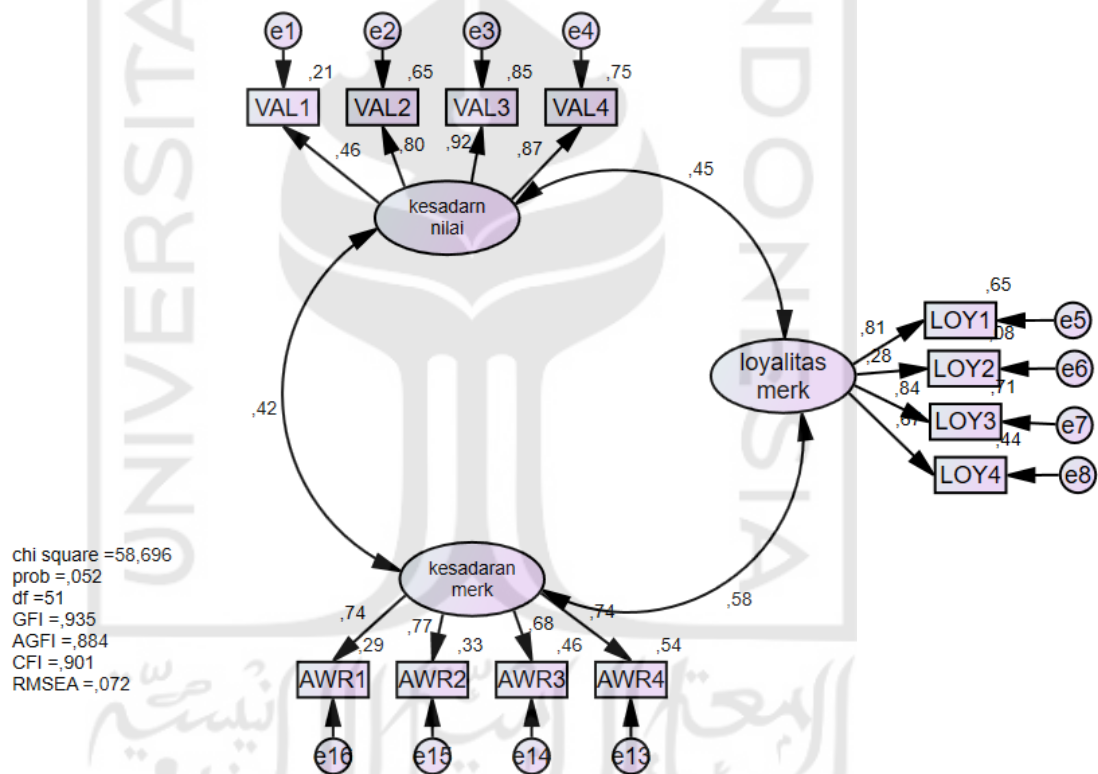 e1 e2 e3 e4
,21 ,65 ,85 ,75
VAL1 VAL2 VAL3 VAL4
,46 ,80 ,92 ,87
kesadarn
nilai
,45
,42
loyalitas
merk
,81 ,28 ,84 ,67
,65
LOY1 e5
,08
LOY2 e6
,71
LOY3 e7
,44
LOY4 e8
,58
kesadaran
merk
,74 ,77 ,68 ,74
,29 ,33 ,46 ,54
AWR1 AWR2 AWR3 AWR4
e16 e15 e14 e13
chi square =58,696
prob =,052
df =51
GFI =,935
AGFI =,884
CFI =,901
RMSEA =,072
UNIVERSITA
NDONESIA